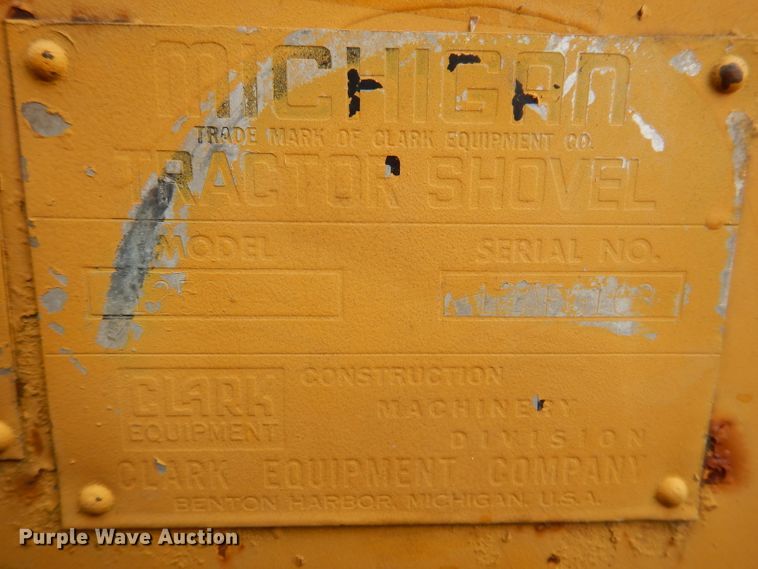 MICHIGAN
TRADE MARK OF CLARK EQUIPMENT CO.
TRACTOR SHOVEL
MODEL
SERIAL NO.
CLARK
EQUIPMENT
CONSTRUCTION
MACHINERY
DIVISION
CLARK EQUIPMENT COMPANY
BENTON HARBOR, MICHIGAN, U.S.A.
Purple Wave Auction